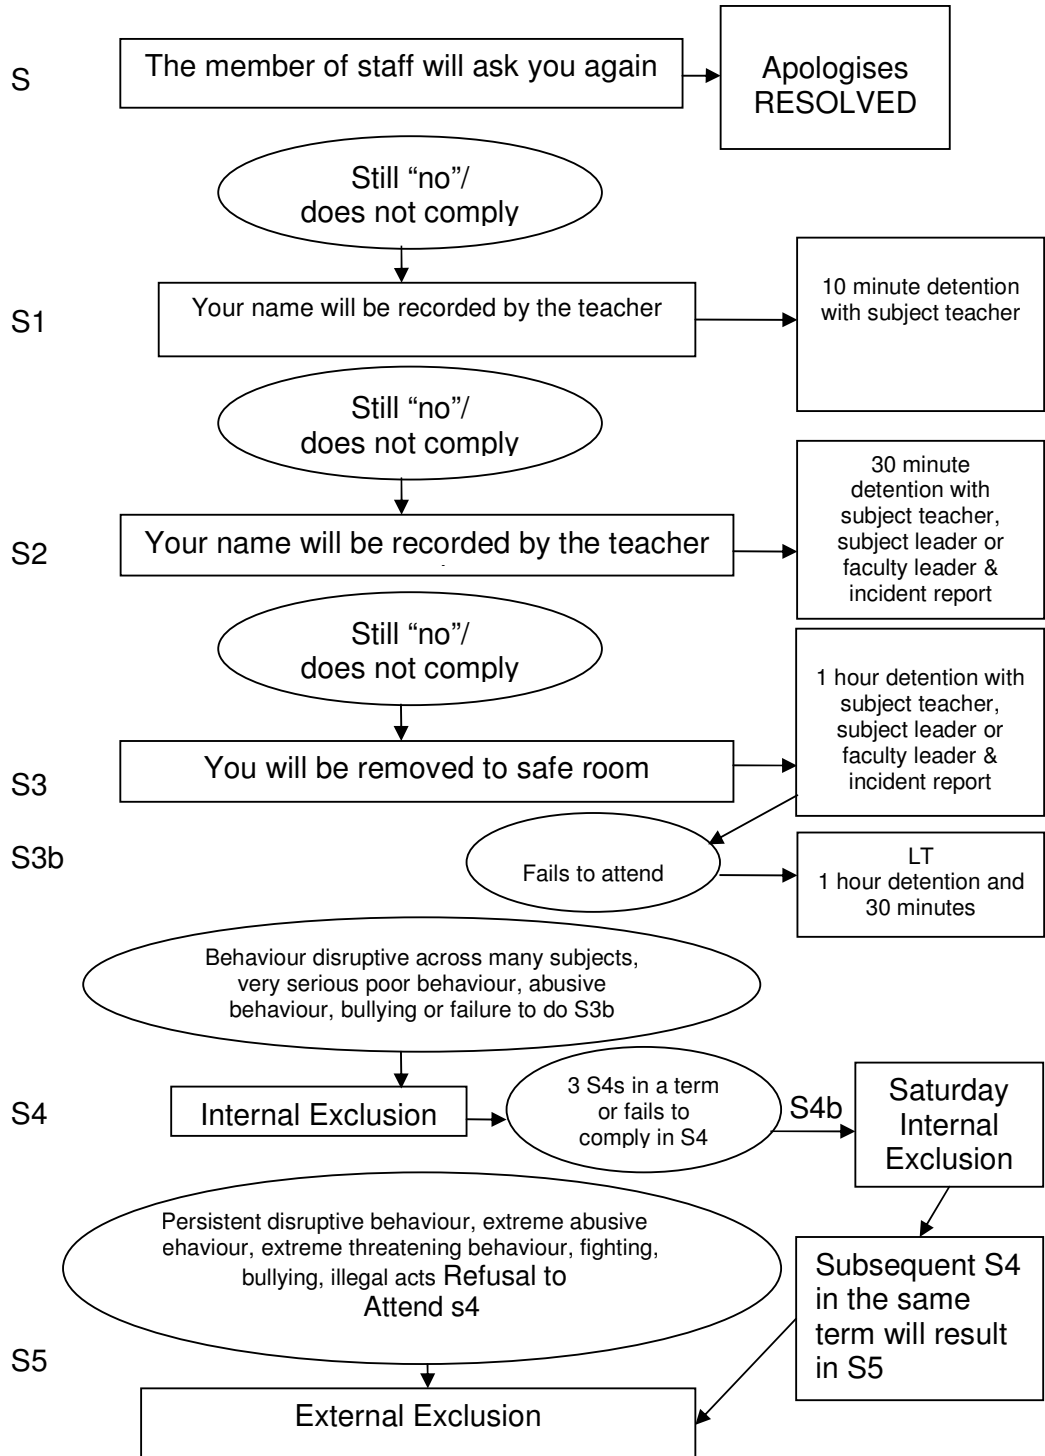 S
The member of staff will ask you again
Apologises
RESOLVED
Still “no”/
does not comply
S1
Your name will be recorded by the teacher
10 minute detention
with subject teacher
Still “no”/
does not comply
S2
Your name will be recorded by the teacher
30 minute
detention with
subject teacher,
subject leader or
faculty leader &
incident report
Still “no”/
does not comply
S3
You will be removed to safe room
1 hour detention with
subject teacher,
subject leader or
faculty leader &
incident report
S3b
Fails to attend
LT
1 hour detention and
30 minutes
Behaviour disruptive across many subjects,
very serious poor behaviour, abusive
behaviour, bullying or failure to do S3b
S4
Internal Exclusion
3 S4s in a term
or fails to
comply in S4
S4b
Saturday
Internal
Exclusion
Persistent disruptive behaviour, extreme abusive
ehaviour, extreme threatening behaviour, fighting,
bullying, illegal acts Refusal to
Attend s4
Subsequent S4
in the same
term will result
in S5
S5
External Exclusion